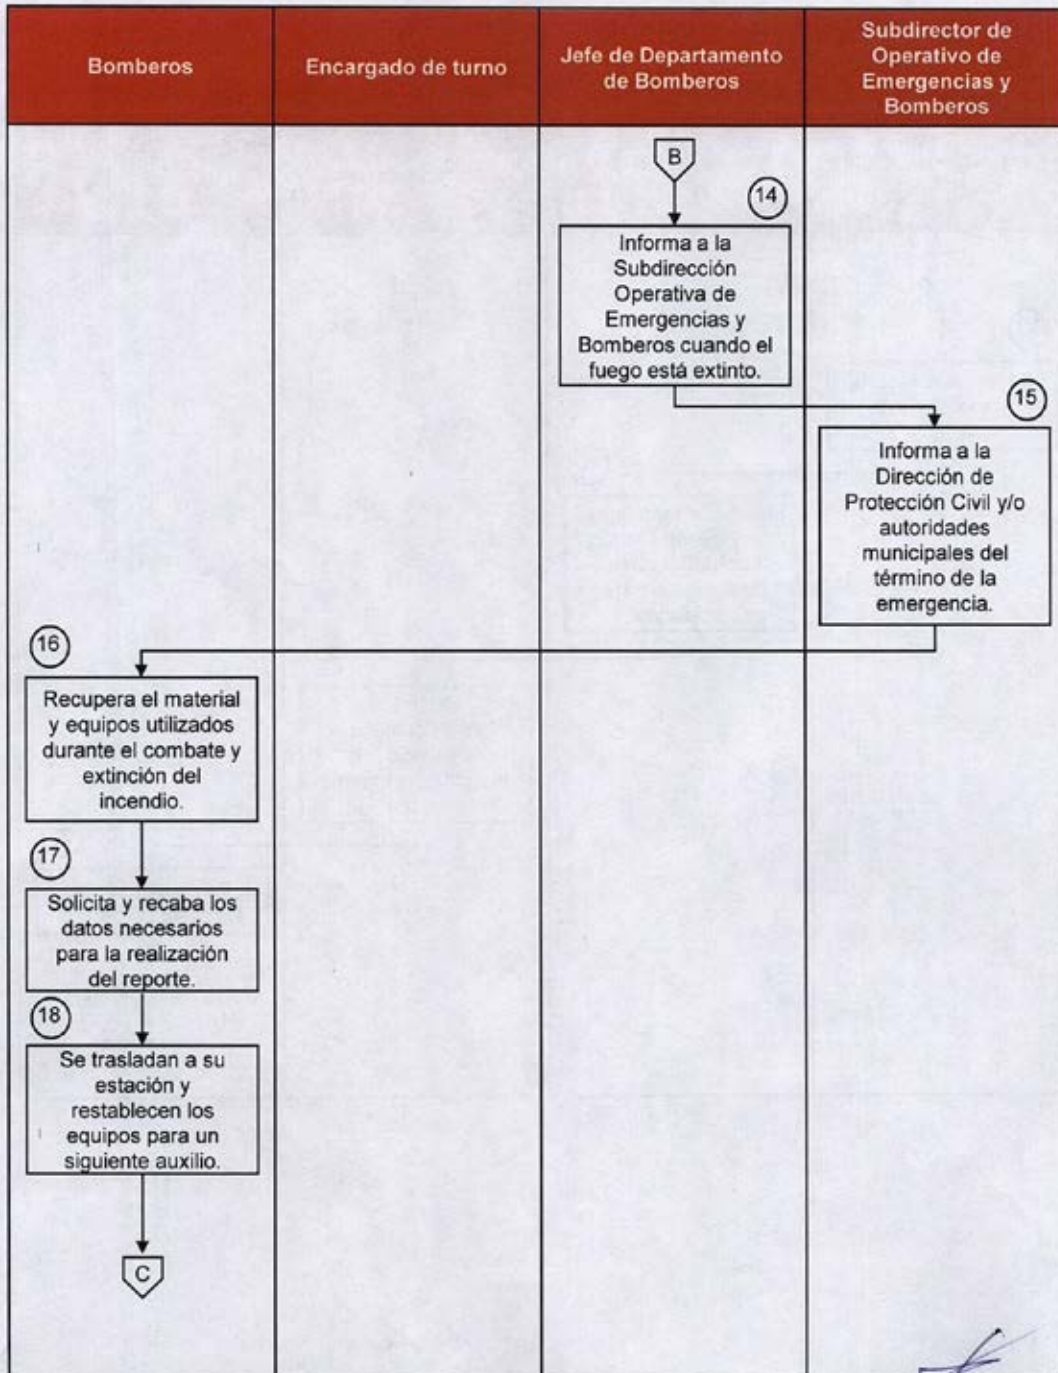 Bomberos
Encargado de turno
Jefe de Departamento
de Bomberos
Subdirector de
Operativo de
Emergencias y
Bomberos
B
14
Informa a la
Subdirección
Operativa de
Emergencias y
Bomberos cuando el
fuego está extinto.
15
Informa a la
Dirección de
Protección Civil y/o
autoridades
municipales del
término de la
emergencia.
16
Recupera el material
y equipos utilizados
durante el combate y
extinción del
incendio.
17
Solicita y recaba los
datos necesarios
para la realización
del reporte.
18
Se trasladan a su
estación y
restablecen los
equipos para un
siguiente auxilio.
C